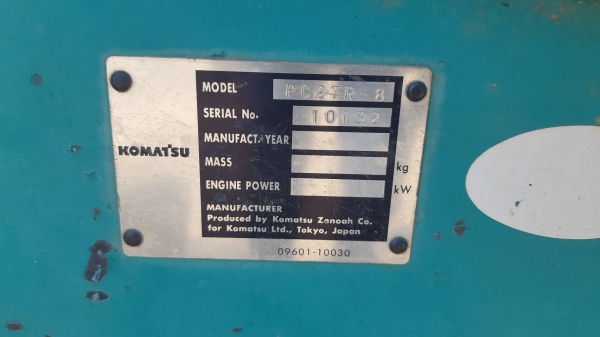 KOMATSU
MODEL PC27R-8
SERIAL No. 10132
MANUFACT. YEAR
MASS kg
ENGINE POWER kW
MANUFACTURER
Produced by Komatsu Zenoah Co.
for Komatsu Ltd., Tokyo, Japan
09601-10030